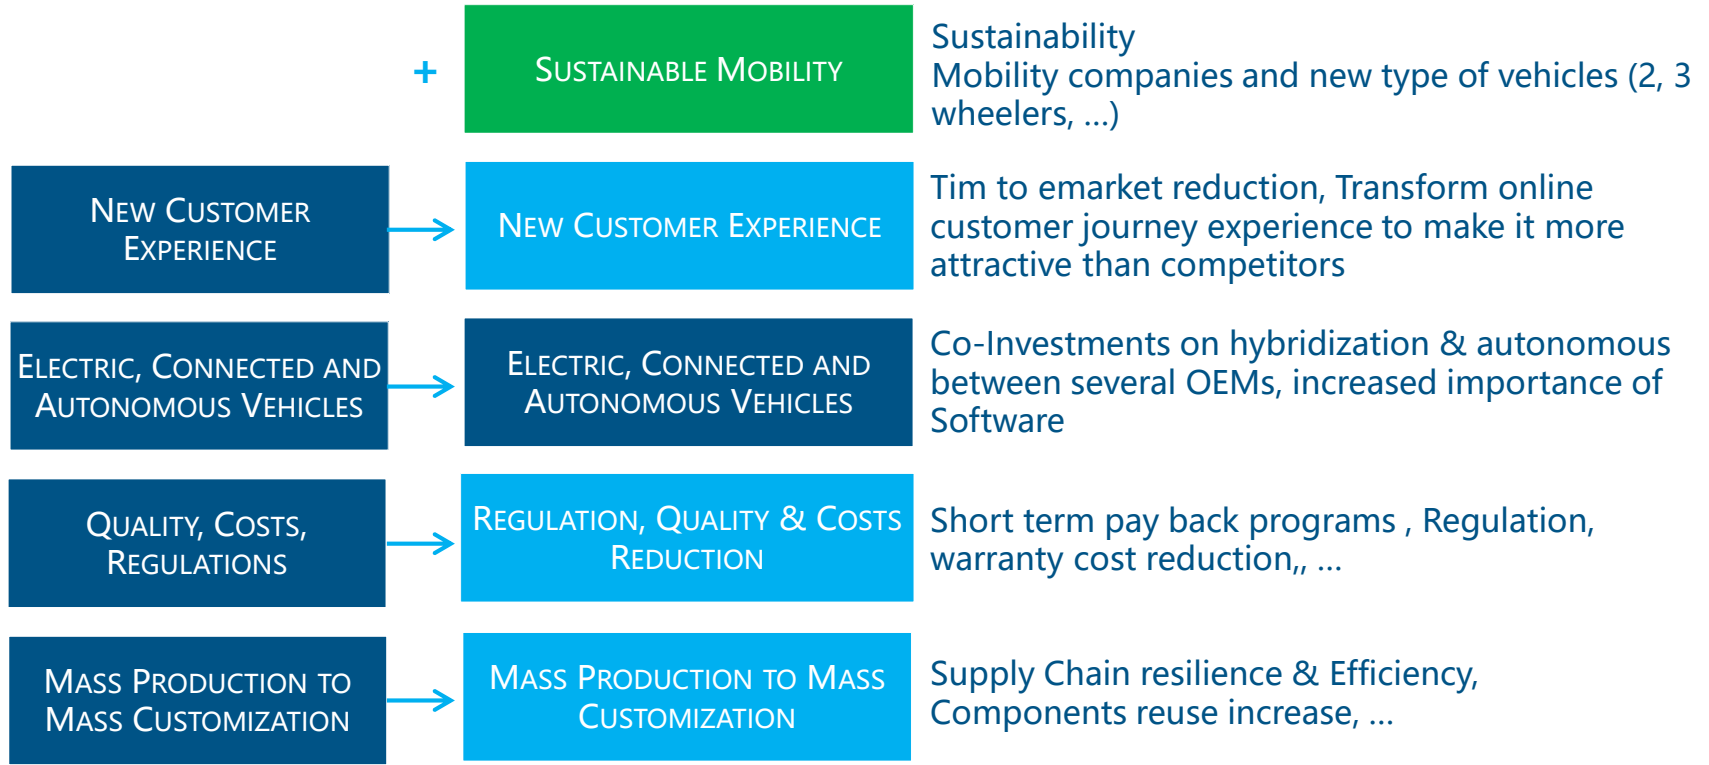 +
SUSTAINABLE MOBILITY
Sustainability
Mobility companies and new type of vehicles (2, 3
wheelers, ...)
NEW CUSTOMER
EXPERIENCE
NEW CUSTOMER EXPERIENCE
Tim to emarket reduction, Transform online
customer journey experience to make it more
attractive than competitors
ELECTRIC, CONNECTED AND
AUTONOMOUS VEHICLES
ELECTRIC, CONNECTED AND
AUTONOMOUS VEHICLES
Co-Investments on hybridization & autonomous
between several OEMs, increased importance of
Software
QUALITY, COSTS,
REGULATIONS
REGULATION, QUALITY & COSTS
REDUCTION
Short term pay back programs , Regulation,
warranty cost reduction,, ...
MASS PRODUCTION TO
MASS CUSTOMIZATION
MASS PRODUCTION TO MASS
CUSTOMIZATION
Supply Chain resilience & Efficiency,
Components reuse increase, ...